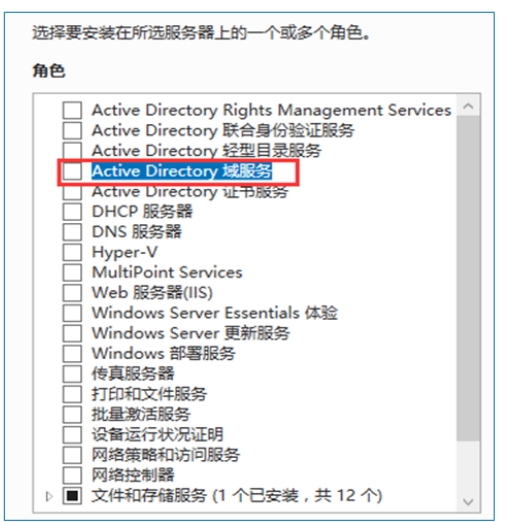 选择要安装在所选服务器上的一个或多个角色。
角色
Active Directory Rights Management Services
Active Directory 联合身份验证服务
Active Directory 轻型目录服务
Active Directory 域服务
Active Directory 证书服务
DHCP 服务器
DNS 服务器
Hyper-V
MultiPoint Services
Web 服务器(IIS)
Windows Server Essentials 体验
Windows Server 更新服务
Windows 部署服务
传真服务器
打印和文件服务
批量激活服务
设备运行状况证明
网络策略和访问服务
网络控制器
文件和存储服务 (1 个已安装，共 12 个)